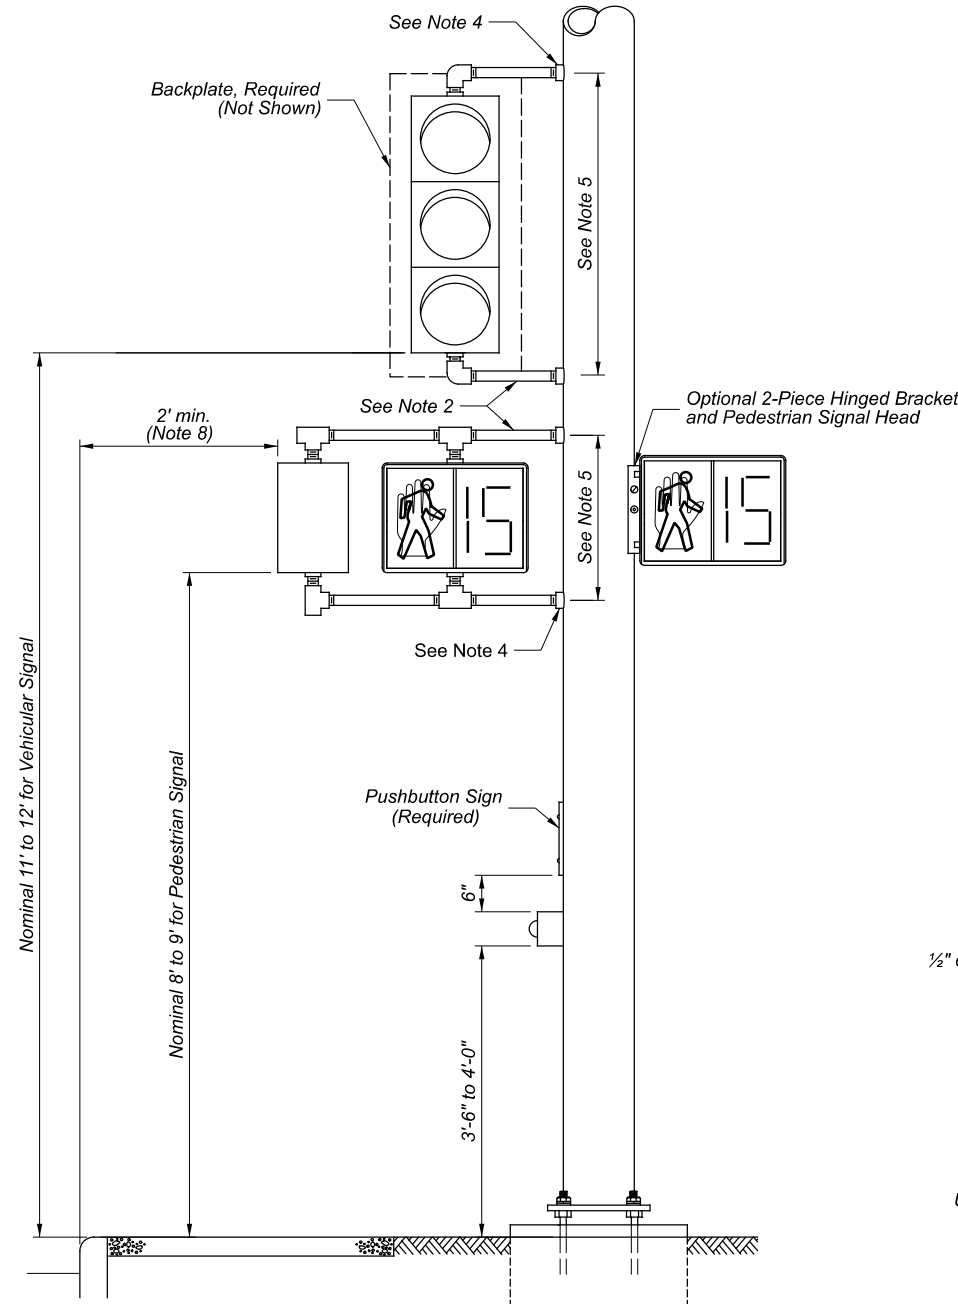 See Note 4
Backplate, Required
(Not Shown)
See Note 5
Optional 2-Piece Hinged Bracket
and Pedestrian Signal Head
See Note 2
2' min.
(Note 8)
See Note 5
15
15
See Note 4
Nominal 11' to 12' for Vehicular Signal
Nominal 8' to 9' for Pedestrian Signal
Pushbutton Sign
(Required)
6"
½"
3'-6" to 4'-0"